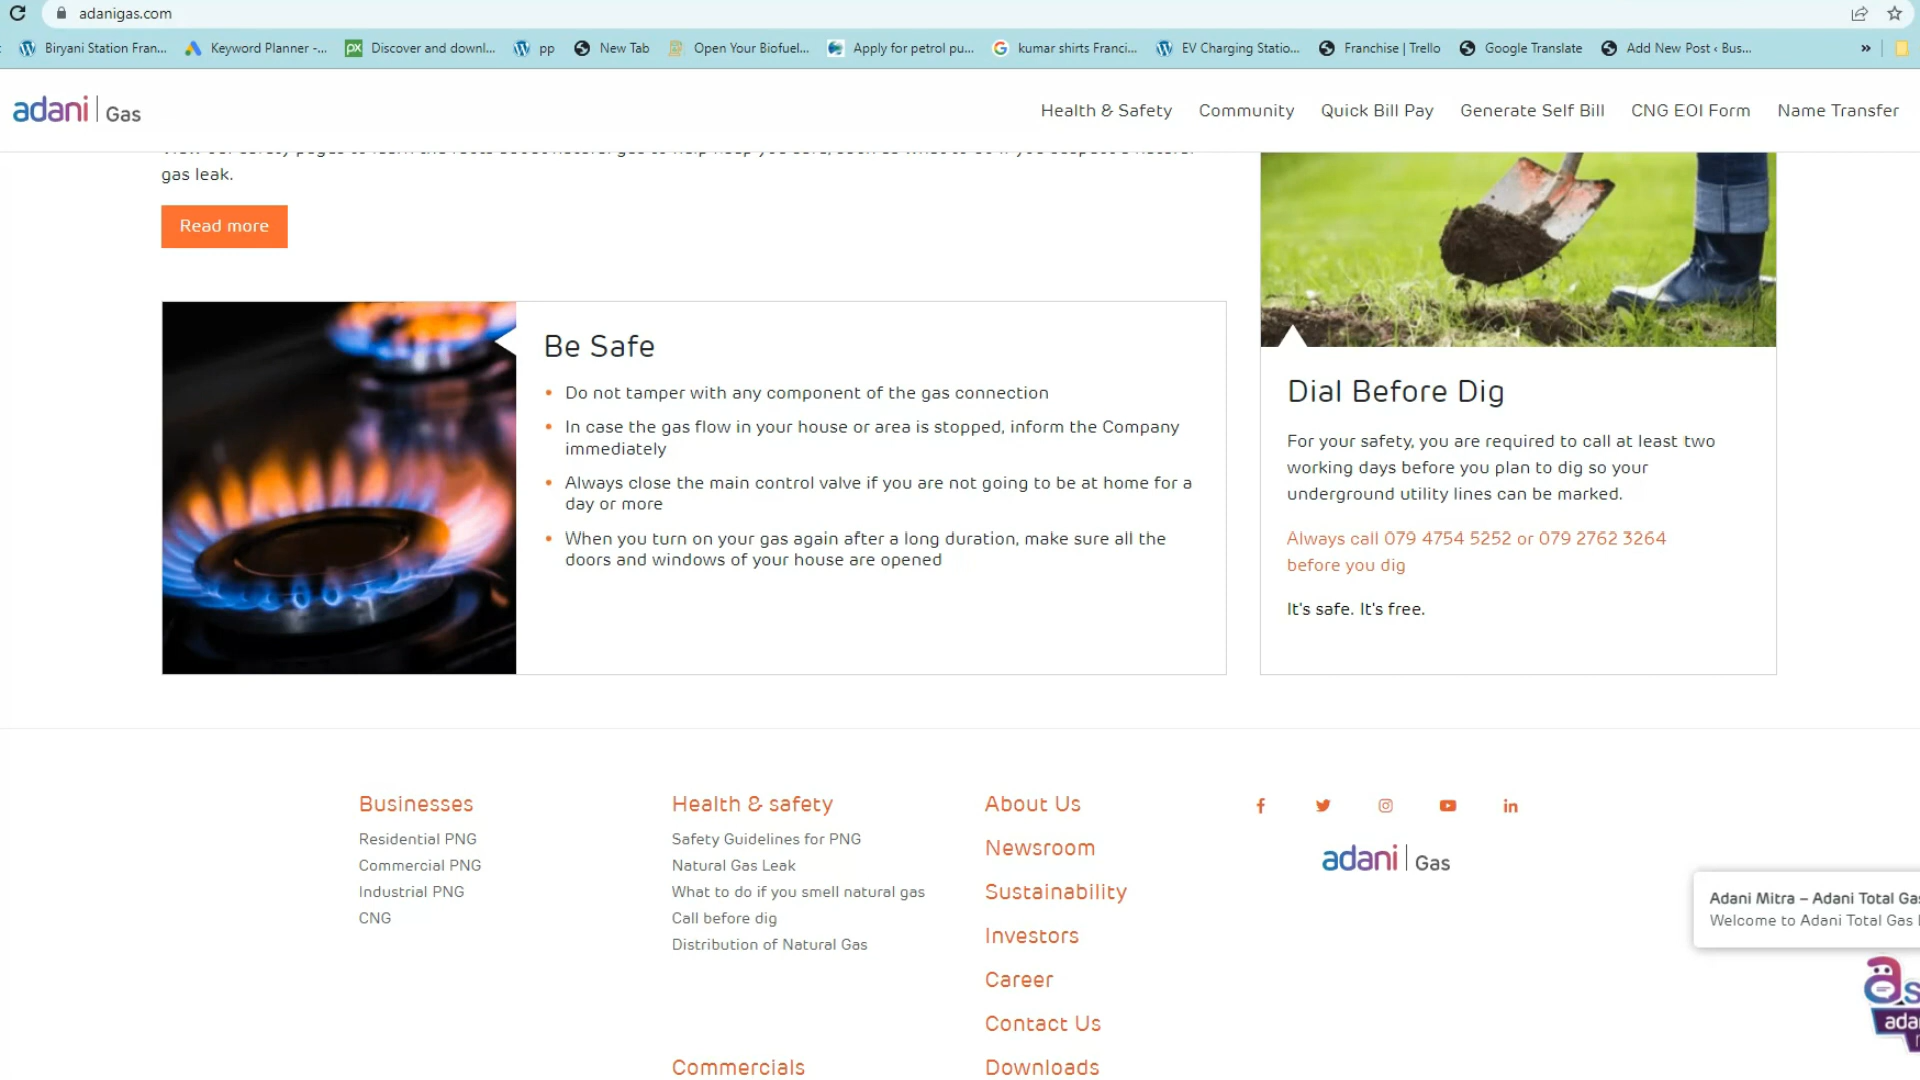 adanigas.com
Biryani Station Fran...
Keyword Planner -...
Discover and downl...
pp
New Tab
Open Your Biofuel...
Apply for petrol pu...
kumar shirts Franci...
EV Charging Statio...
Franchise | Trello
Google Translate
Add New Post ‹ Bus...
»
adani | Gas
Health & Safety
Community
Quick Bill Pay
Generate Self Bill
CNG EOI Form
Name Transfer
gas leak.
Read more
Be Safe
• Do not tamper with any component of the gas connection
• In case the gas flow in your house or area is stopped, inform the Company
immediately
• Always close the main control valve if you are not going to be at home for a
day or more
• When you turn on your gas again after a long duration, make sure all the
doors and windows of your house are opened
Dial Before Dig
For your safety, you are required to call at least two
working days before you plan to dig so your
underground utility lines can be marked.
Always call 079 4754 5252 or 079 2762 3264
before you dig
It's safe. It's free.
Businesses
Residential PNG
Commercial PNG
Industrial PNG
CNG
Health & safety
Safety Guidelines for PNG
Natural Gas Leak
What to do if you smell natural gas
Call before dig
Distribution of Natural Gas
Commercials
About Us
Newsroom
Sustainability
Investors
Career
Contact Us
Downloads
adani | Gas
Adani Mitra – Adani Total Gas
Welcome to Adani Total Gas